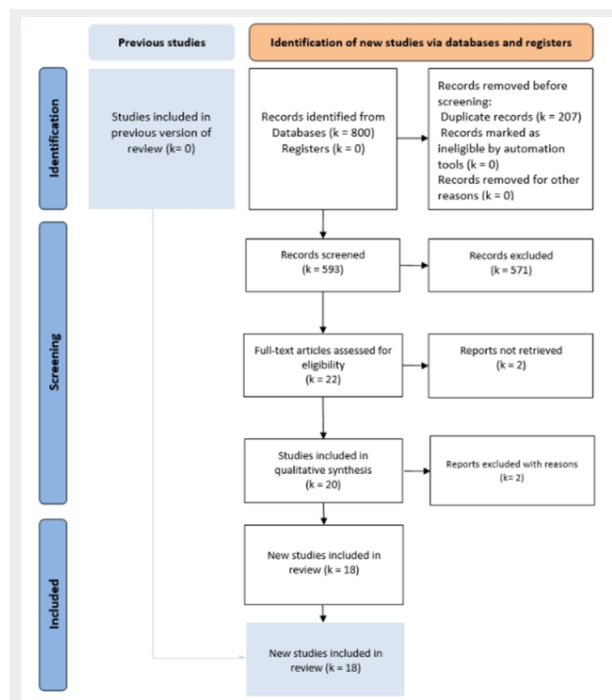 Previous studies
Identification of new studies via databases and registers
Identification
Studies included in
previous version of
review (k= 0)
Records identified from
Databases (k = 800)
Registers (k = 0)
Records removed before
screening:
Duplicate records (k = 207)
Records marked as
ineligible by automation
tools (k = 0)
Records removed for other
reasons (k = 0)
Screening
Records screened
(k = 593)
Records excluded
(k = 571)
Full-text articles assessed for
eligibility
(k = 22)
Reports not retrieved
(k = 2)
Studies included in
qualitative synthesis
(k = 20)
Reports excluded with reasons
(k= 2)
Included
New studies included in
review (k = 18)
New studies included in
review (k = 18)